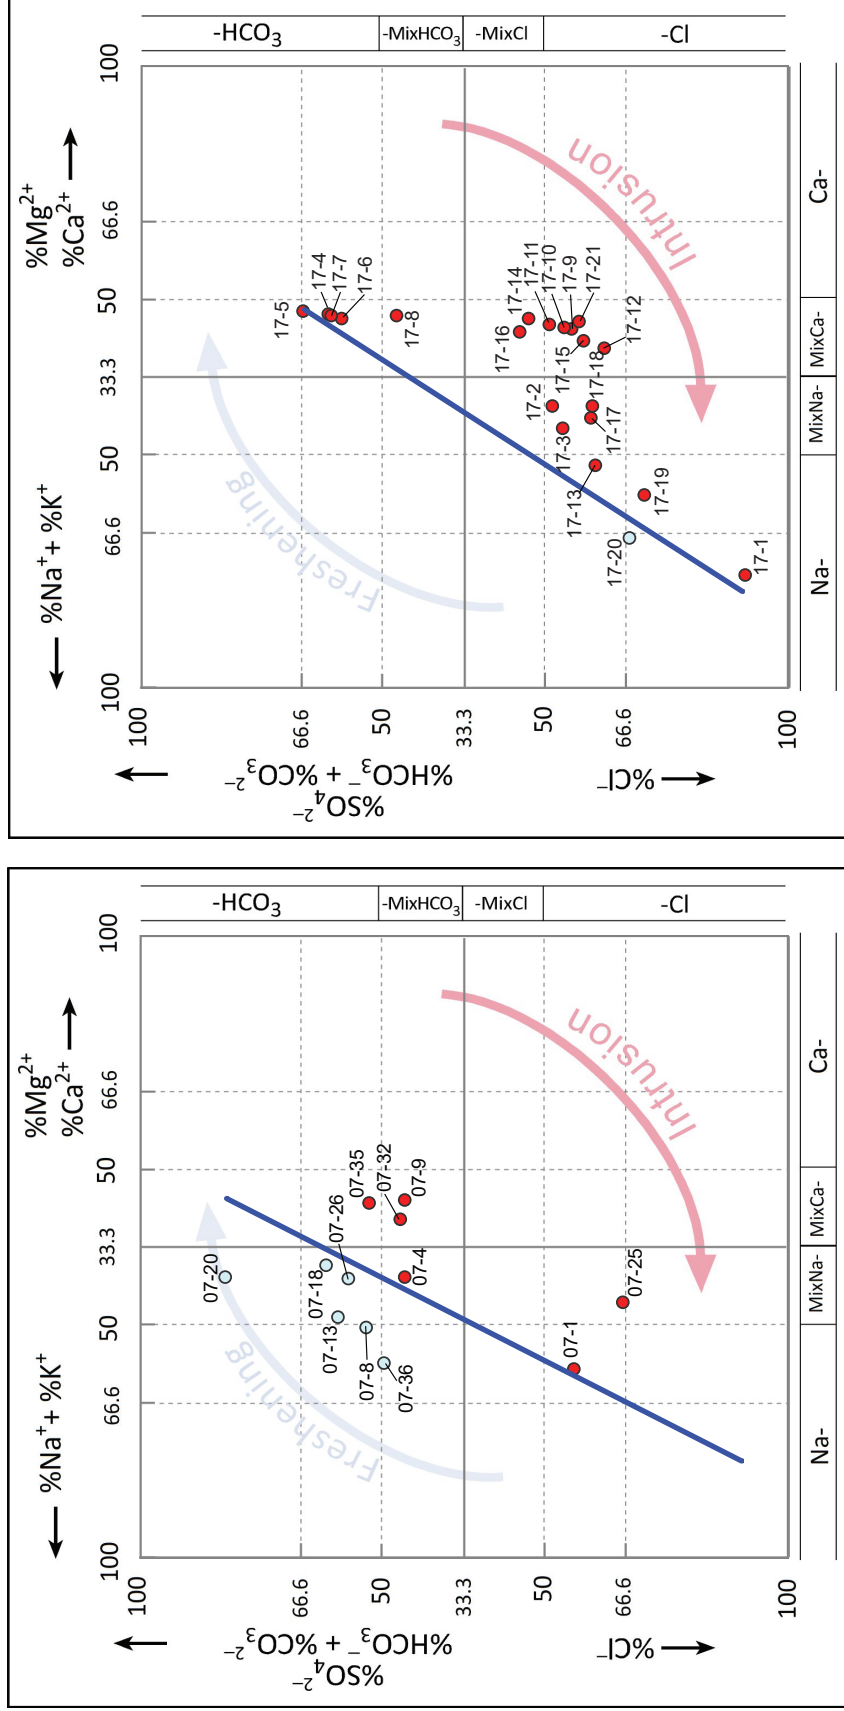 -HCO3
-MixHCO3
-MixCl
-Cl
%Mg2+
%Ca2+
%Na+ + %K+
100
66.6
50
33.3
50
66.6
100
Ca-
MixCa-
MixNa-
Na-
Intrusion
Freshening
17-5
17-4
17-7
17-6
17-8
17-14
17-11
17-10
17-9
17-21
17-16
17-15
17-12
17-18
17-2
17-17
17-3
17-13
17-19
17-20
17-1
100
66.6
50
33.3
50
66.6
100
%HCO3− + %CO32−
%SO42−
%Cl−
-HCO3
-MixHCO3
-MixCl
-Cl
%Mg2+
%Ca2+
%Na+ + %K+
100
66.6
50
33.3
50
66.6
100
Ca-
MixCa-
MixNa-
Na-
Intrusion
Freshening
07-35
07-32
07-9
07-26
07-20
07-18
07-4
07-25
07-13
07-8
07-36
07-1
100
66.6
50
33.3
50
66.6
100
%HCO3− + %CO32−
%SO42−
%Cl−